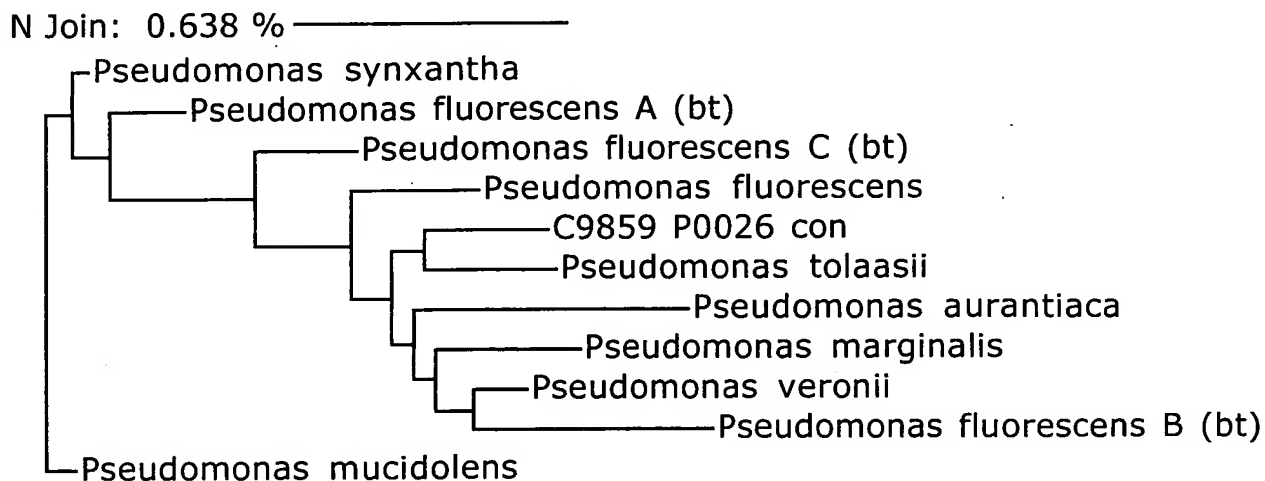 N Join: 0.638 %
Pseudomonas synxantha
Pseudomonas fluorescens A (bt)
Pseudomonas fluorescens C (bt)
Pseudomonas fluorescens
C9859 P0026 con
Pseudomonas tolaasii
Pseudomonas aurantiaca
Pseudomonas marginalis
Pseudomonas veronii
Pseudomonas fluorescens B (bt)
Pseudomonas mucidolens